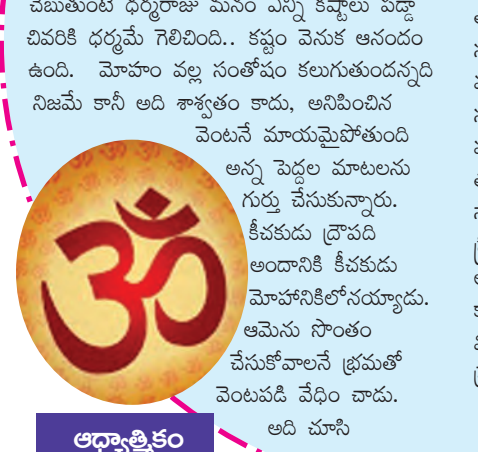 చెబుతుంటే ధర్మరాజు మనం ఎన్ని కష్టాలు పడ్డా
చివరికి ధర్మమే గెలిచింది.. కష్టం వెనుక ఆనందం
ఉంది. మోహం వల్ల సంతోషం కలుగుతుందన్నది
నిజమే కానీ అది శాశ్వతం కాదు, అనిపించిన
వెంటనే మాయమైపోతుంది
అన్న పెద్దల మాటలను
గుర్తు చేసుకున్నారు.
కీచకుడు ద్రౌపది
అందానికి కీచకుడు
మోహానికిలోనయ్యాడు.
ఆమెను సొంతం
చేసుకోవాలనే భ్రమతో
వెంటపడి వేధిం చాడు.
అది చూసి
ॐ
ఆధ్యాత్మికం